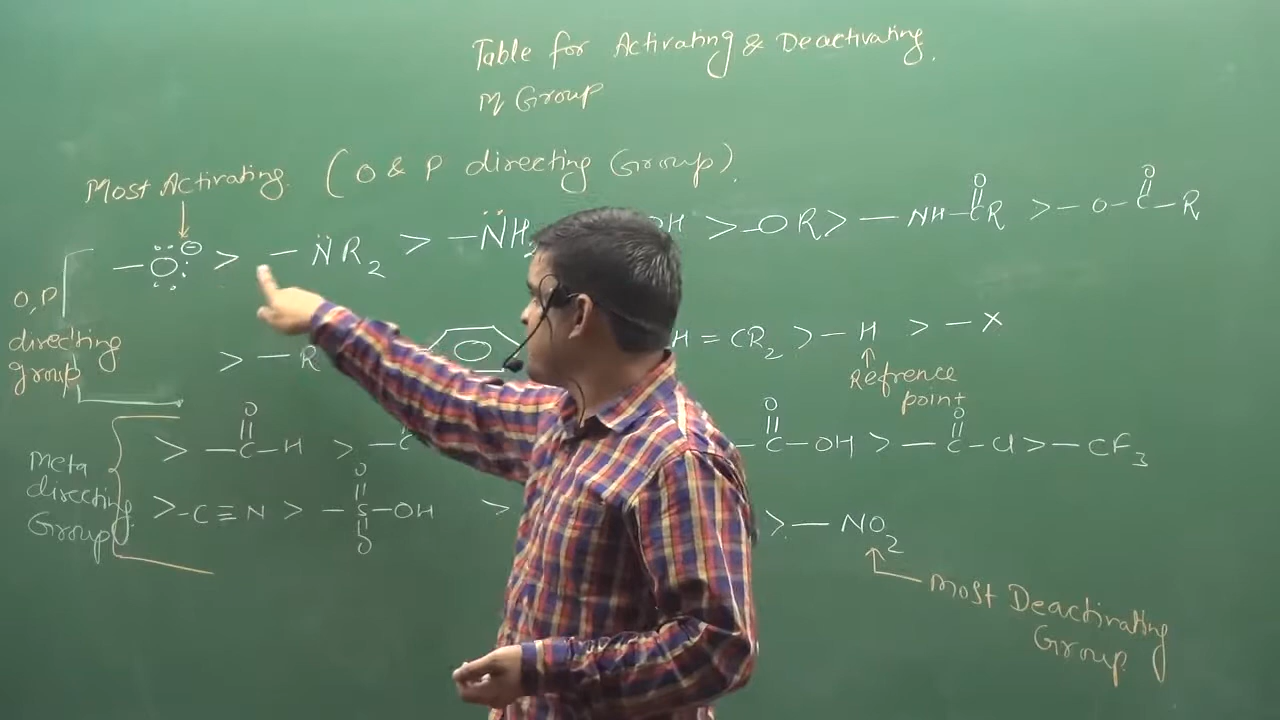 Table for Activating & Deactivating.
Group
Most Activating. (O & P directing Group).
–O⊖ > –NR2 > –NH OH > –OR > –NH–C(=O)R > –O–C(=O)–R
O,P directing group
> –R H = CR2 > –H > –X
Refrence point
Meta directing Group
> –C(=O)–H > –C –C(=O)–OH > –C(=O)–Cl > –CF3
> –C≡N > –S(=O)(=O)–OH > > –NO2
Most Deactivating Group